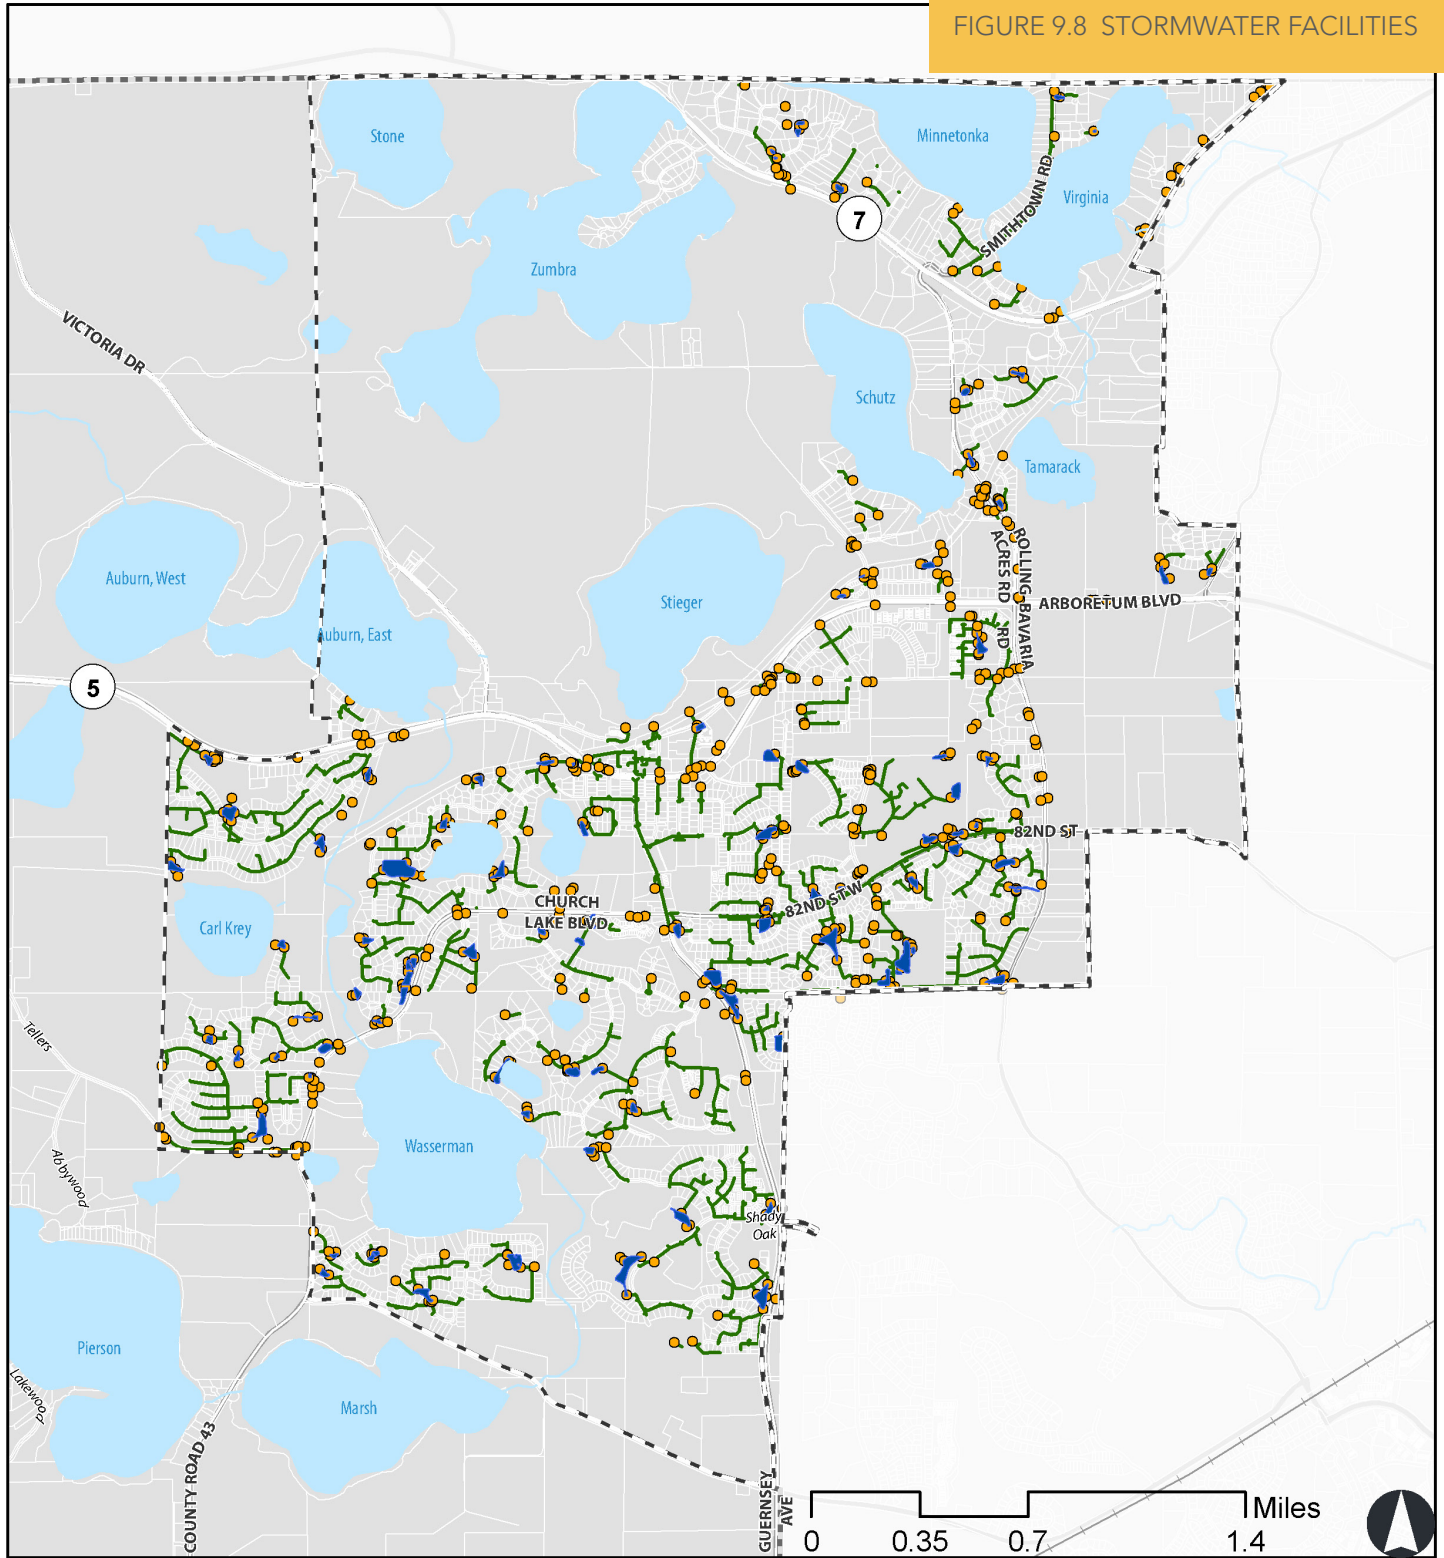 FIGURE 9.8 STORMWATER FACILITIES
Stone
Minnetonka
Virginia
SMITHTOWN RD
7
Zumbra
VICTORIA DR
Schutz
Tamarack
Auburn, West
Stieger
Auburn, East
ROLLING ACRES RD
BAVARIA RD
ARBORETUM BLVD
5
82ND ST
82ND ST W
CHURCH
LAKE BLVD
Carl Krey
Tellers
Wasserman
Abbywood
Shady
Oak
Pierson
Lakewood
Marsh
COUNTY ROAD 43
GUERNSEY
AVE
Miles
0 0.35 0.7 1.4